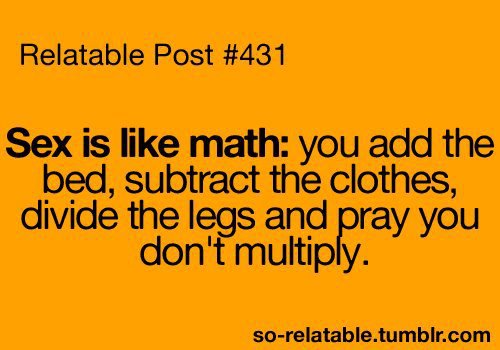 Relatable Post #431
Sex is like math: you add the
bed, subtract the clothes,
divide the legs and pray you
don't multiply.
so-relatable.tumblr.com